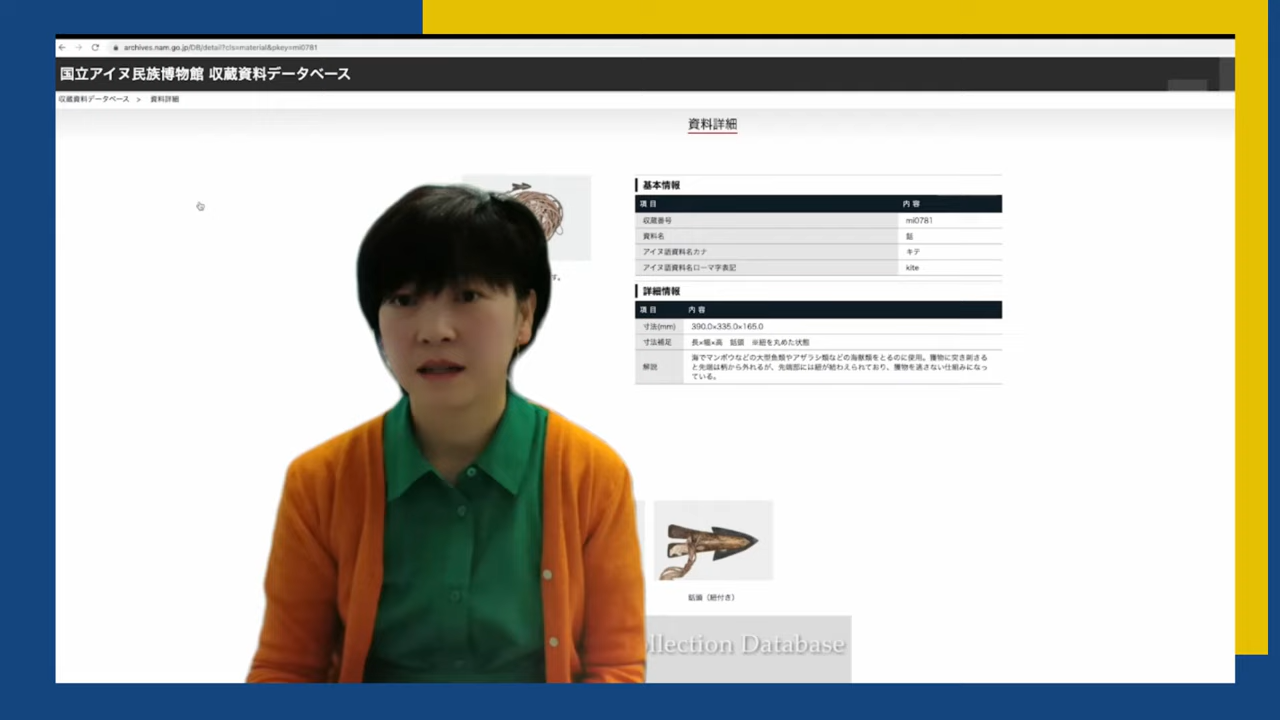 archives.nam.go.jp/DB/detail?cls=material&pkey=mi0781
国立アイヌ民族博物館 収蔵資料データベース
収蔵資料データベース > 資料詳細
資料詳細
す。
基本情報
項目 内容
収蔵番号 mi0781
資料名 銛
アイヌ語資料名カナ キテ
アイヌ語資料名ローマ字表記 kite
詳細情報
項目 内容
寸法(mm) 390.0×335.0×165.0
寸法補足 長×幅×高 銛頭 ※紐を丸めた状態
解説 海でマンボウなどの大型魚類やアザラシ類などの海獣類をとるのに使用。獲物に突き刺さる
と先端は柄から外れるが、先端部には紐が結わえられており、獲物を逃さない仕組みになっ
ている。
銛頭（紐付き）
ollection Database